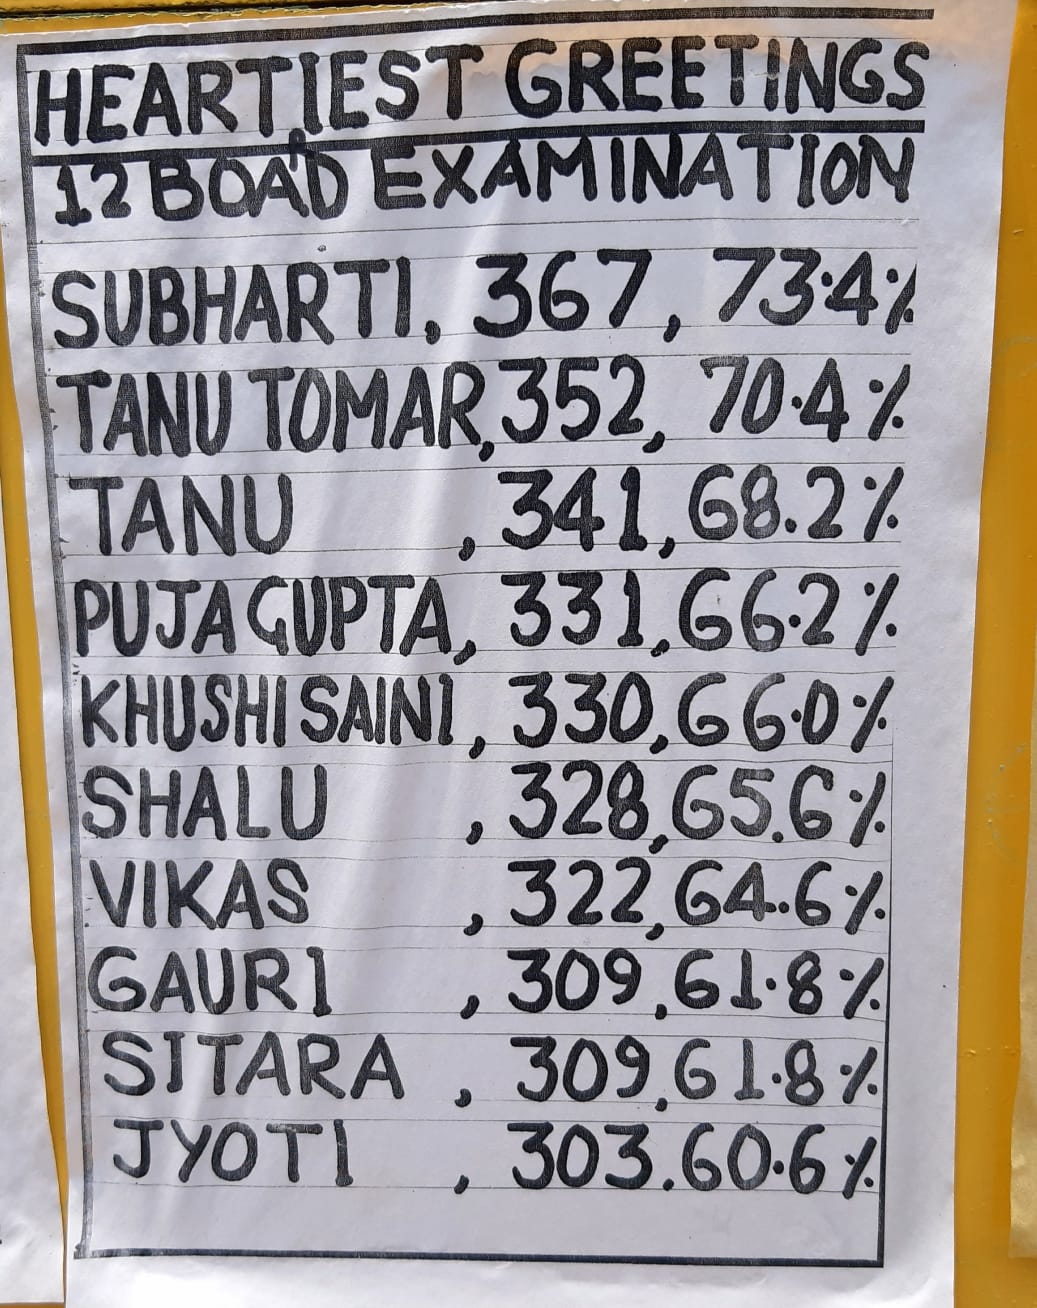 HEARTIEST GREETINGS
12 BOARD EXAMINATION
SUBHARTI, 367, 73.4%
TANU TOMAR, 352, 70.4%
TANU , 341, 68.2%
PUJA GUPTA, 331, 66.2%
KHUSHI SAINI, 330, 66.0%
SHALU , 328, 65.6%
VIKAS , 322, 64.6%
GAURI , 309, 61.8%
SITARA , 309, 61.8%
JYOTI , 303. 60.6%